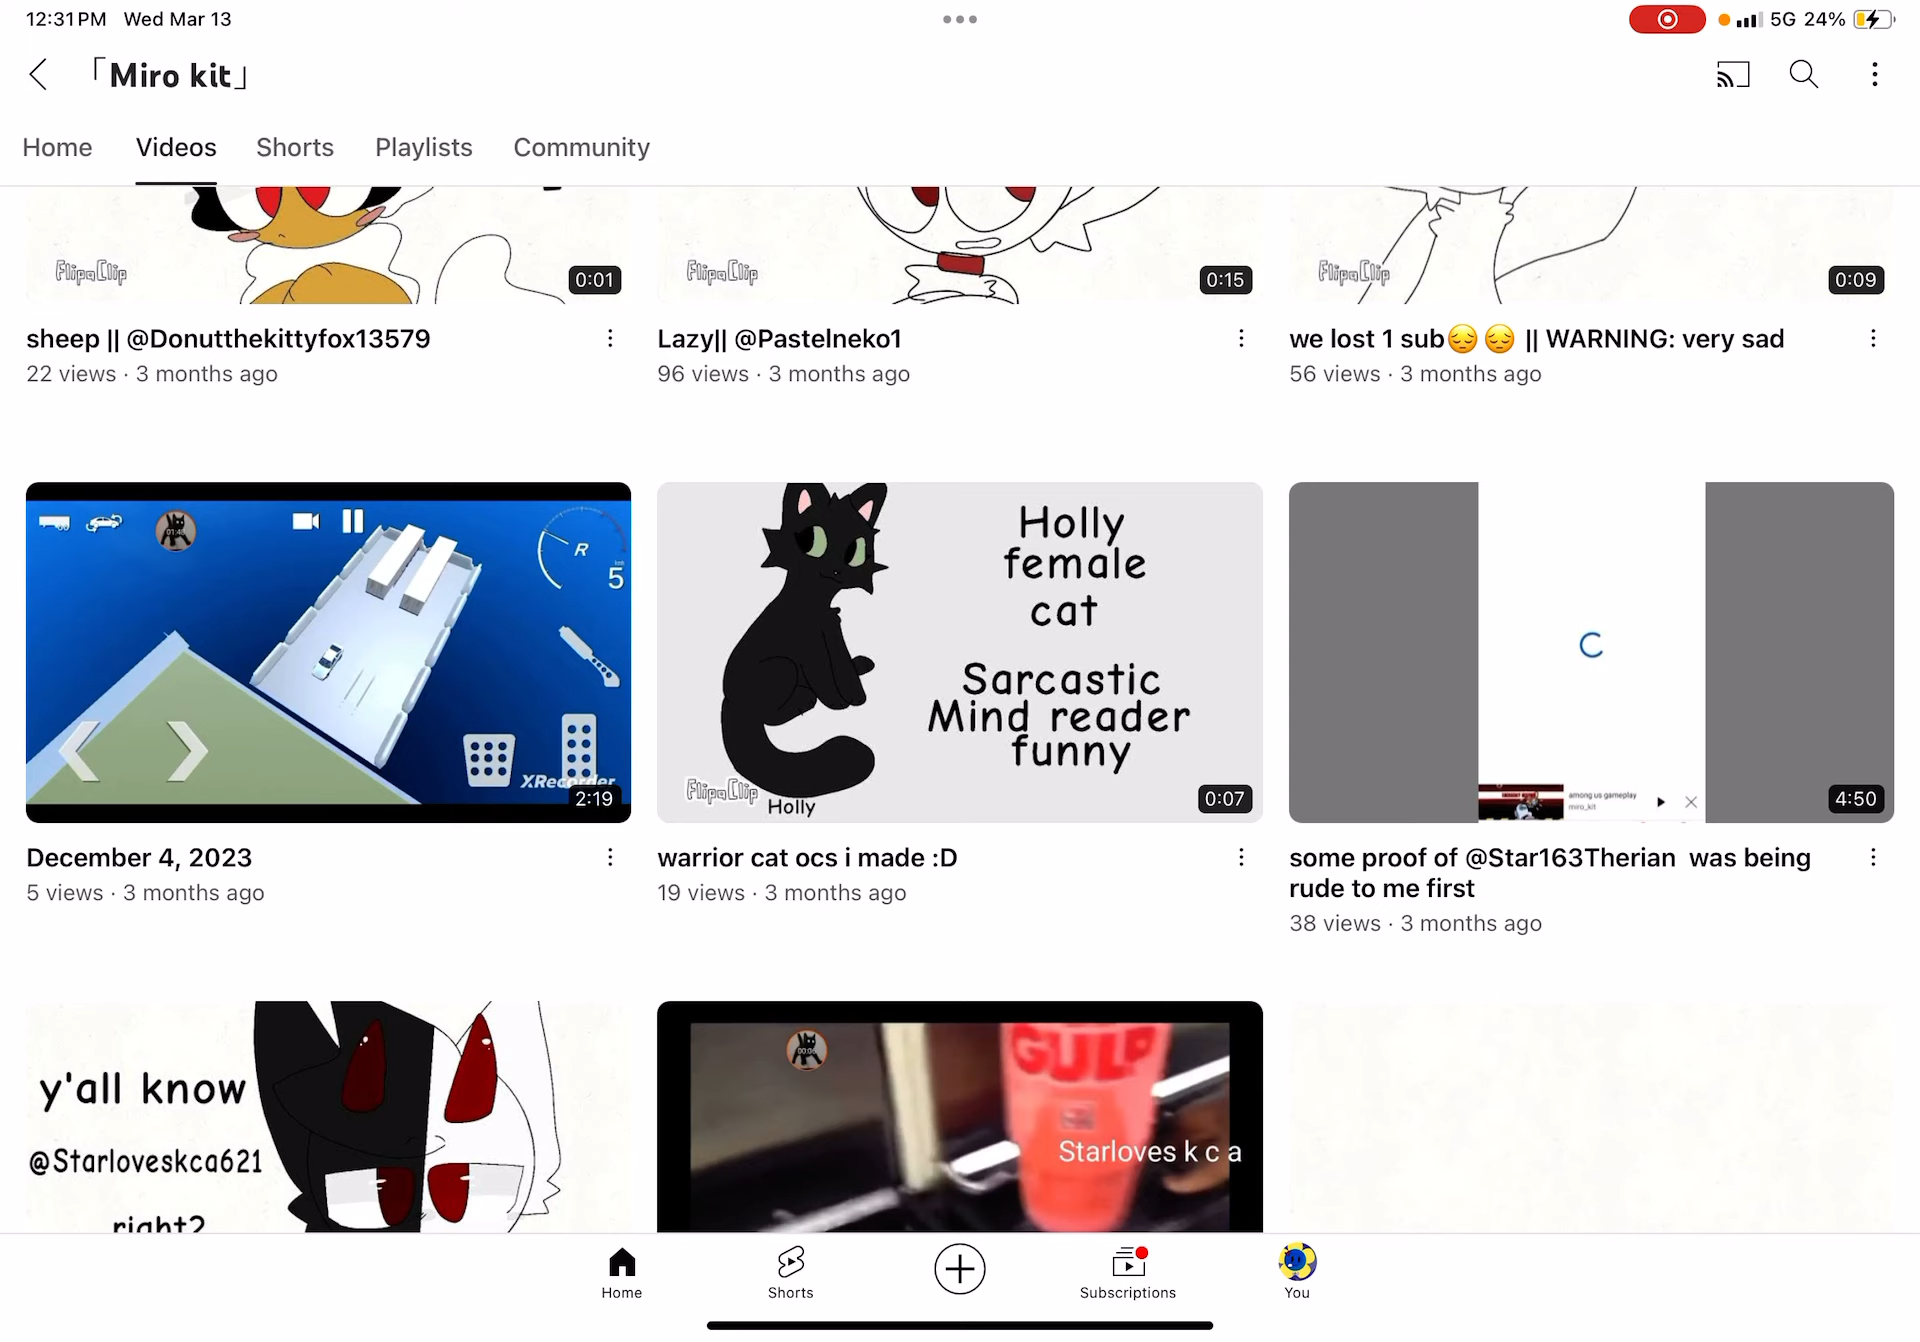 12:31 PM Wed Mar 13
5G 24%
「Miro kit」
Home Videos Shorts Playlists Community
FlipaClip
0:01
FlipaClip
0:15
FlipaClip
0:09
sheep || @Donutthekittyfox13579
22 views · 3 months ago
Lazy|| @Pastelneko1
96 views · 3 months ago
we lost 1 sub😔😔 || WARNING: very sad
56 views · 3 months ago
R
5
XRecorder
2:19
Holly
female
cat
Sarcastic
Mind reader
funny
FlipaClip
Holly
0:07
among us gameplay
miro_kit
4:50
December 4, 2023
5 views · 3 months ago
warrior cat ocs i made :D
19 views · 3 months ago
some proof of @Star163Therian was being
rude to me first
38 views · 3 months ago
y'all know
@Starloveskca621
right?
GULP
Starloves k c a
Home
Shorts
Subscriptions
You